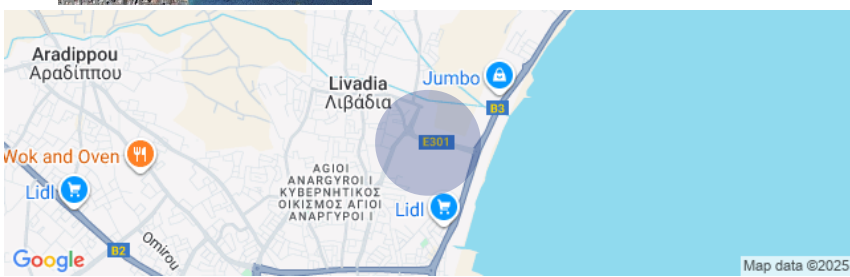 Aradippou
Αραδίππου
Livadia
Λιβάδια
Jumbo
B3
E301
Wok and Oven
AGIOI
ANARGYROI I
ΚΥΒΕΡΝΗΤΙΚΟΣ
ΟΙΚΙΣΜΟΣ ΑΓΙΟΙ
ΑΝΑΡΓΥΡΟΙ Ι
Lidl
Lidl
B2
Omirou
Google
Map data ©2025